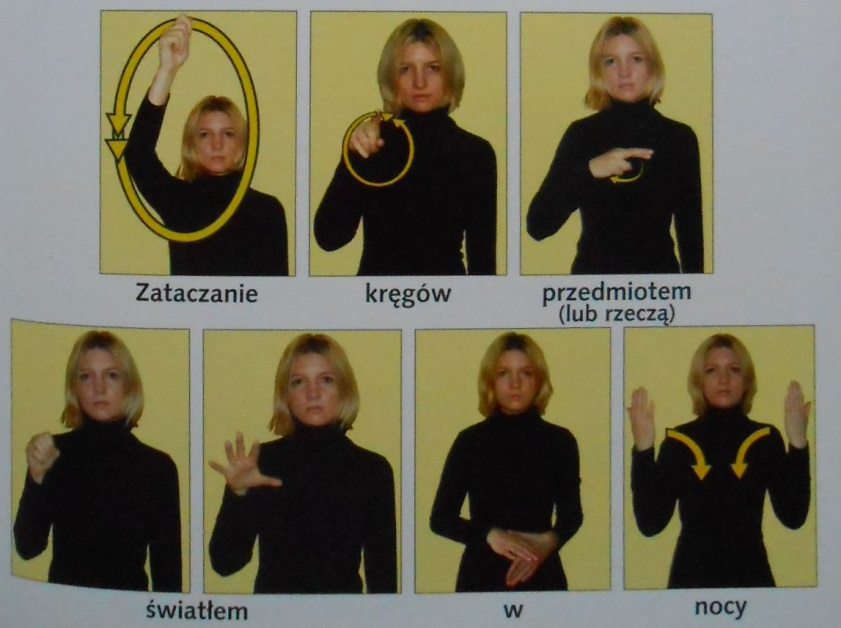 Zataczanie kręgów przedmiotem
(lub rzeczą)
światłem w nocy